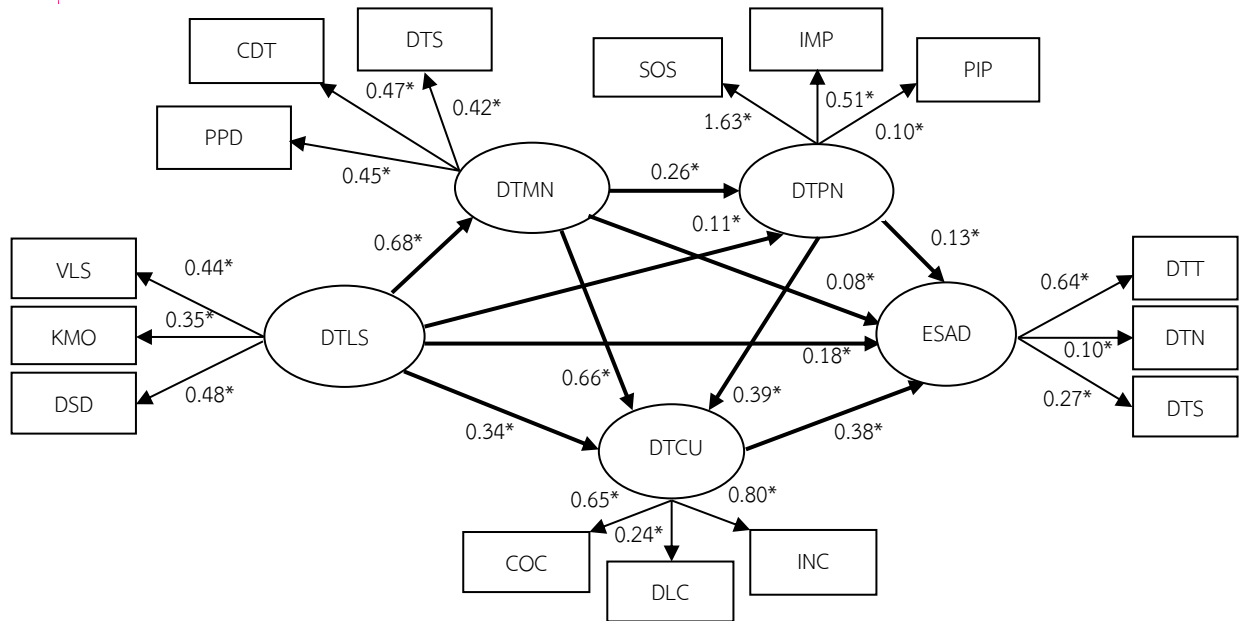 DTS
CDT
IMP
SOS
PIP
0.47*
0.42*
0.51*
1.63*
0.10*
PPD
0.45*
DTMN
0.26*
DTPN
0.11*
0.13*
0.68*
VLS
0.44*
0.08*
0.64*
DTT
KMO
0.35*
DTLS
ESAD
0.10*
DTN
0.18*
DSD
0.48*
0.66*
0.39*
0.27*
DTS
0.34*
DTCU
0.38*
0.65*
0.80*
0.24*
COC
INC
DLC